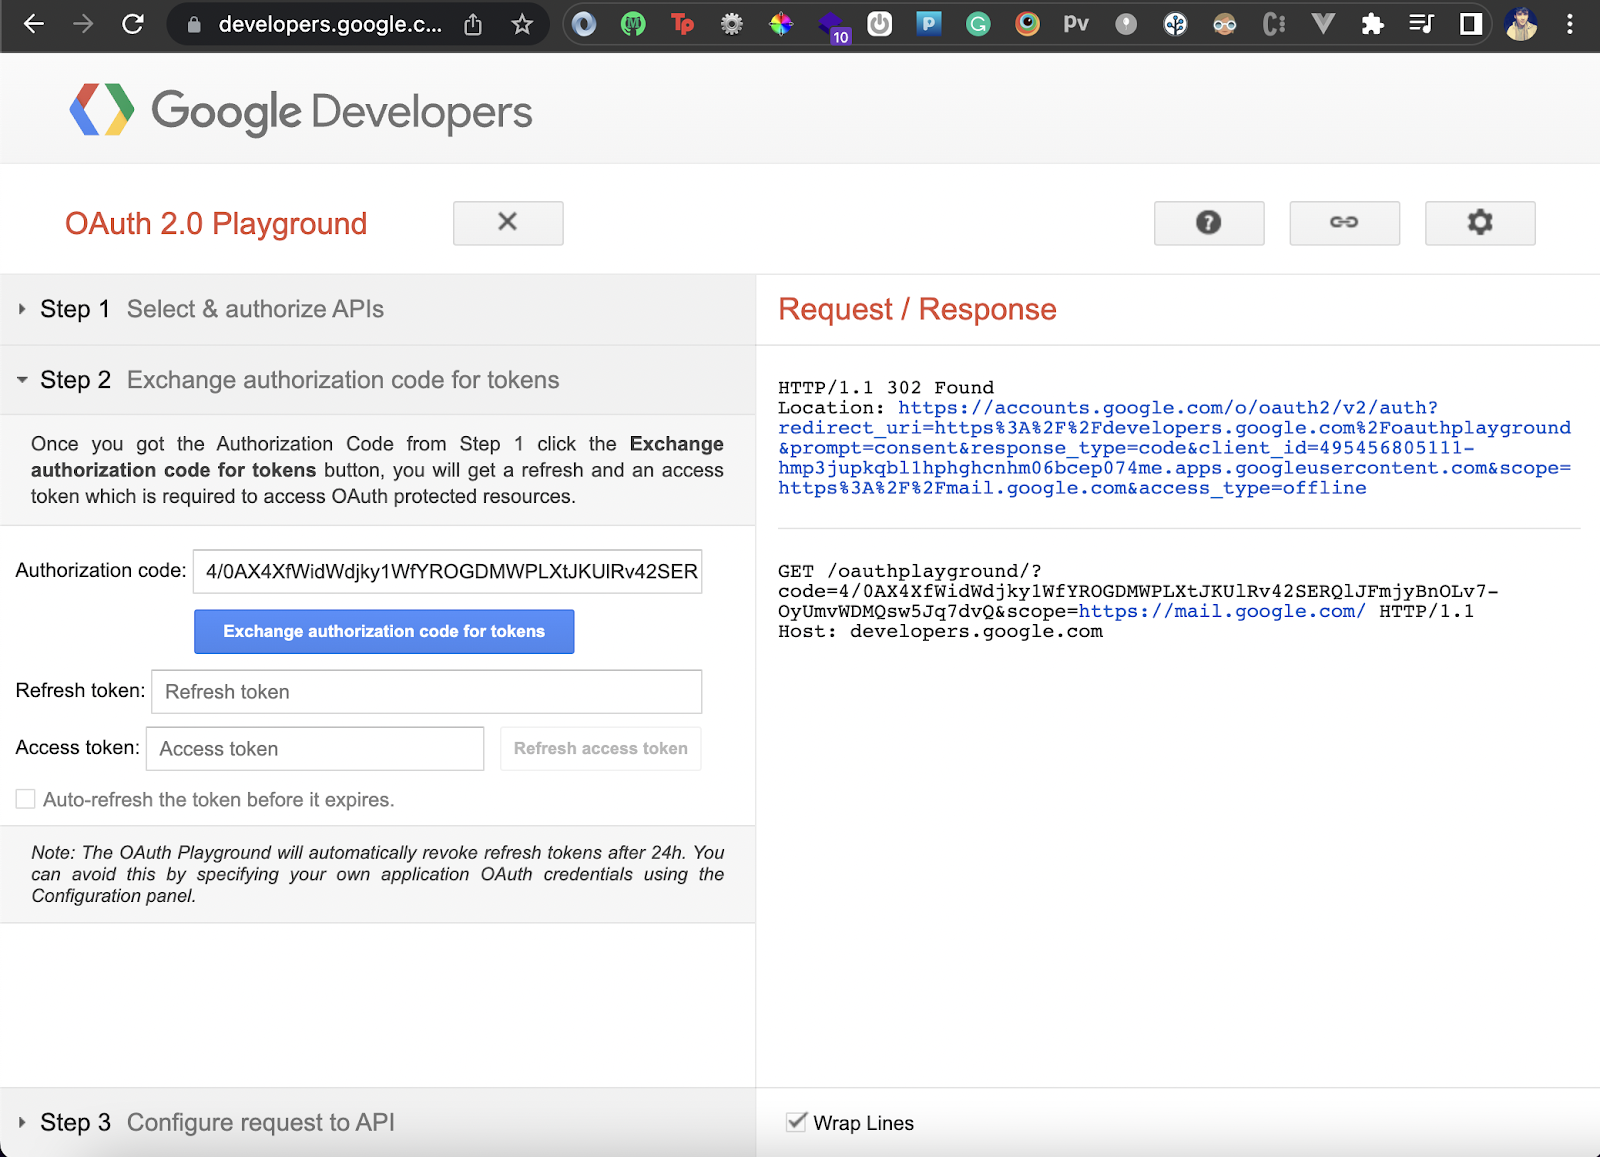 developers.google.c...
Tp
10
P
G
Pv
C
Google Developers
OAuth 2.0 Playground
Step 1 Select & authorize APIs
Step 2 Exchange authorization code for tokens
Once you got the Authorization Code from Step 1 click the Exchange
authorization code for tokens button, you will get a refresh and an access
token which is required to access OAuth protected resources.
Authorization code: 4/0AX4XfWidWdjky1WfYROGDMWPLXtJKUlRv42SER
Exchange authorization code for tokens
Refresh token: Refresh token
Access token: Access token Refresh access token
Auto-refresh the token before it expires.
Note: The OAuth Playground will automatically revoke refresh tokens after 24h. You
can avoid this by specifying your own application OAuth credentials using the
Configuration panel.
Step 3 Configure request to API
Request / Response
HTTP/1.1 302 Found
Location: https://accounts.google.com/o/oauth2/v2/auth?
redirect_uri=https%3A%2F%2Fdevelopers.google.com%2Foauthplayground
&prompt=consent&response_type=code&client_id=495456805111-
hmp3jupkqbl1hphghcnhm06bcep074me.apps.googleusercontent.com&scope=
https%3A%2F%2Fmail.google.com&access_type=offline
GET /oauthplayground/?
code=4/0AX4XfWidWdjky1WfYROGDMWPLXtJKUlRv42SERQlJFmjyBnOLv7-
OyUmvWDMQsw5Jq7dvQ&scope=https://mail.google.com/ HTTP/1.1
Host: developers.google.com
Wrap Lines